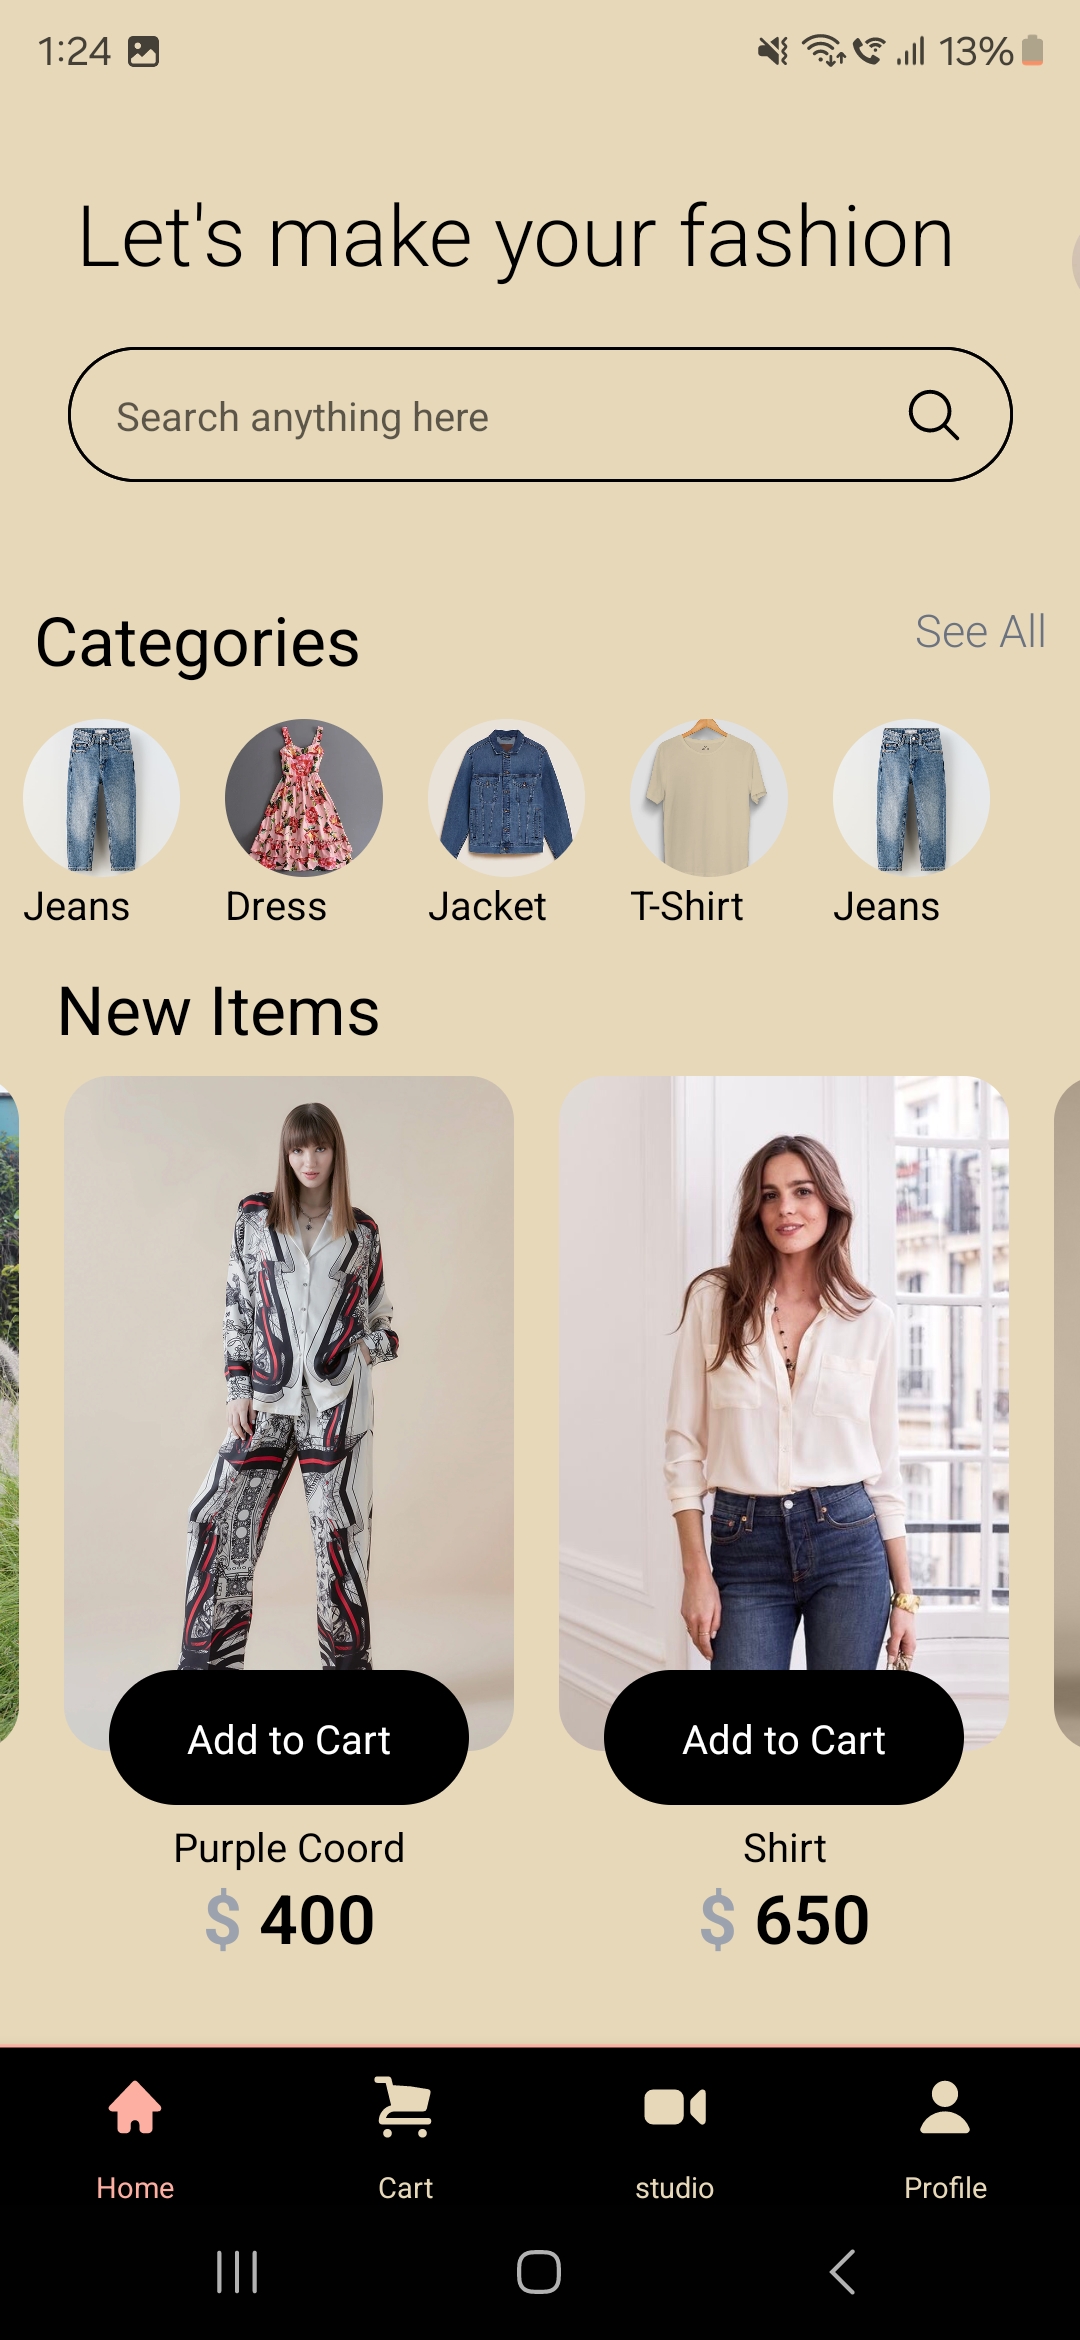 1:24 13%
Let's make your fashion
Search anything here
Categories See All
Jeans Dress Jacket T-Shirt Jeans
New Items
Add to Cart Add to Cart
Purple Coord Shirt
$ 400 $ 650
Home Cart studio Profile